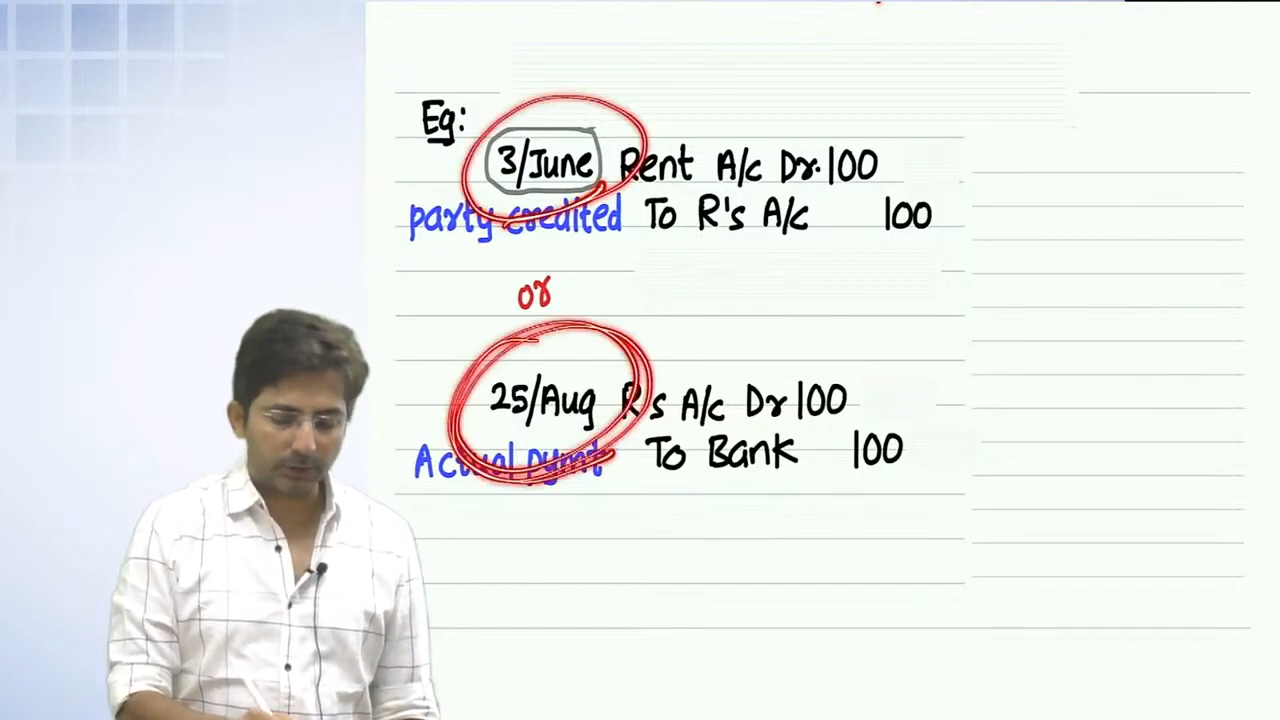 Eg:
3/June Rent A/c Dr. 100
party credited To R's A/c 100
or
25/Aug R's A/c Dr 100
Actual pymt To Bank 100